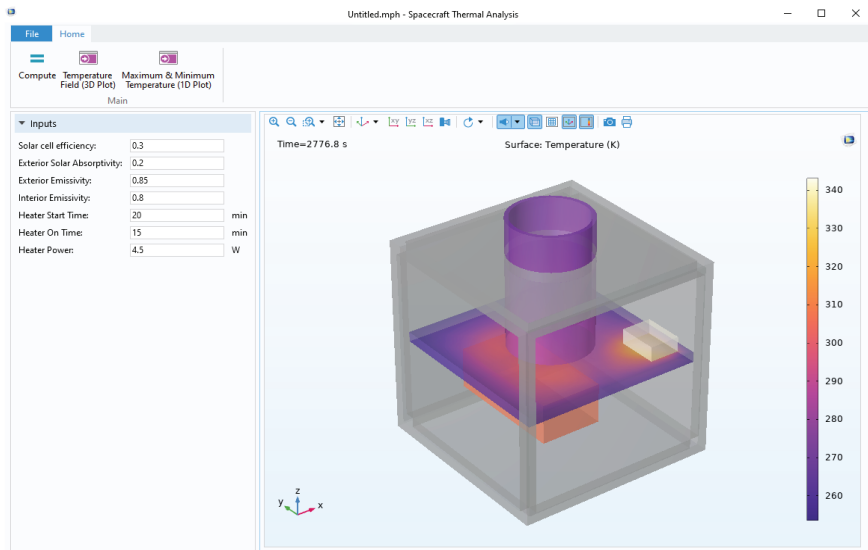 Untitled.mph - Spacecraft Thermal Analysis
File Home
Compute Temperature Field (3D Plot) Maximum & Minimum Temperature (1D Plot)
Main
Inputs
Solar cell efficiency: 0.3
Exterior Solar Absorptivity: 0.2
Exterior Emissivity: 0.85
Interior Emissivity: 0.8
Heater Start Time: 20 min
Heater On Time: 15 min
Heater Power: 4.5 W
xy yz xz
Time=2776.8 s Surface: Temperature (K)
340
330
320
310
300
290
280
270
260
z
y x